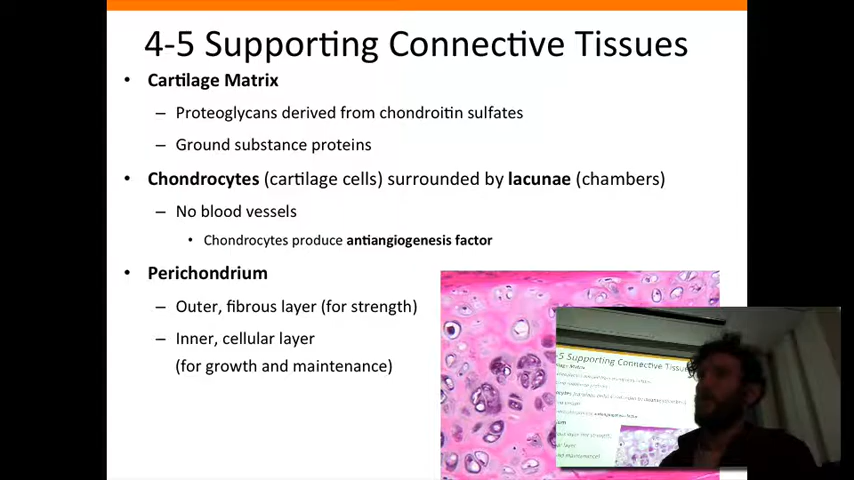 4-5 Supporting Connective Tissues
• Cartilage Matrix
– Proteoglycans derived from chondroitin sulfates
– Ground substance proteins
• Chondrocytes (cartilage cells) surrounded by lacunae (chambers)
– No blood vessels
• Chondrocytes produce antiangiogenesis factor
• Perichondrium
– Outer, fibrous layer (for strength)
– Inner, cellular layer
(for growth and maintenance)
-5 Supporting Connective Tissues